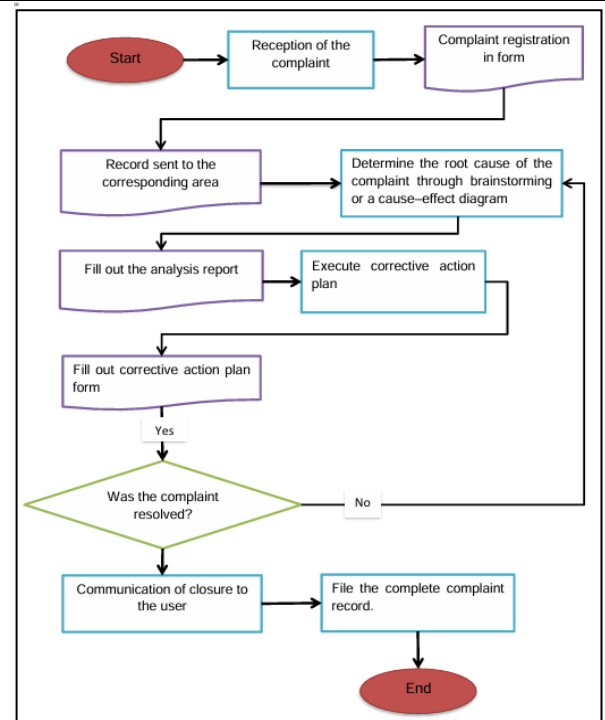 Start
Reception of the
complaint
Complaint registration
in form
Record sent to the
corresponding area
Determine the root cause of the
complaint through brainstorming
or a cause–effect diagram
Fill out the analysis report
Execute corrective action
plan
Fill out corrective action plan
form
Yes
Was the complaint
resolved?
No
Communication of closure to
the user
File the complete complaint
record.
End